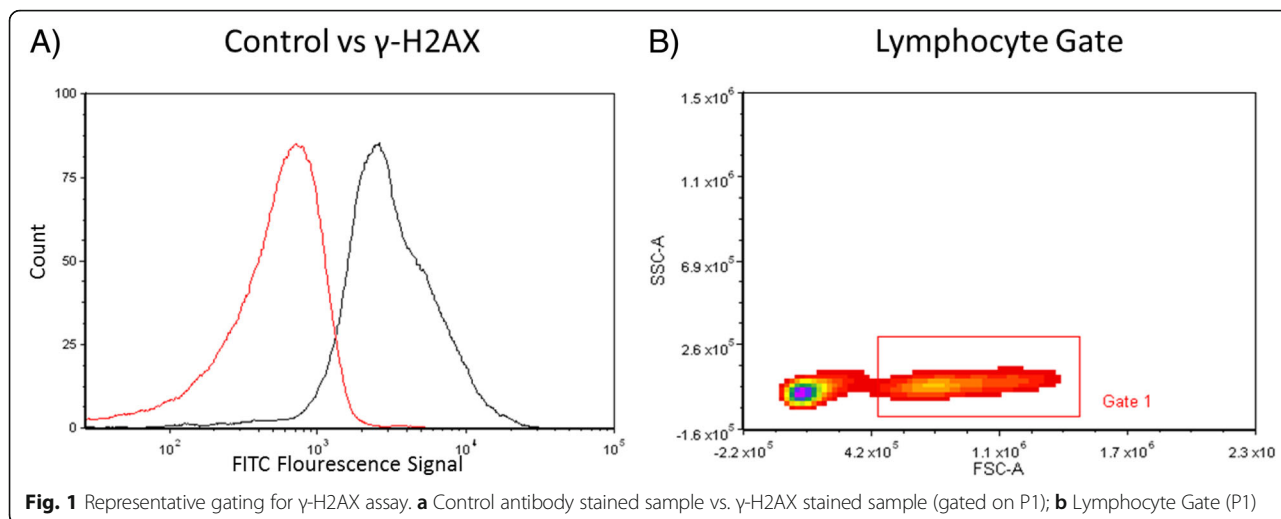 A)
Control vs γ-H2AX
100
75
50
25
0
Count
10²
10³
10⁴
10⁵
FITC Flourescence Signal
B)
Lymphocyte Gate
1.5 x10⁶
1.1 x10⁶
6.9 x10⁵
2.6 x10⁵
-1.6 x10⁵
SSC-A
Gate 1
-2.2 x10⁵
4.2 x10⁵
1.1 x10⁶
1.7 x10⁶
2.3 x10
FSC-A
Fig. 1 Representative gating for γ-H2AX assay. a Control antibody stained sample vs. γ-H2AX stained sample (gated on P1); b Lymphocyte Gate (P1)